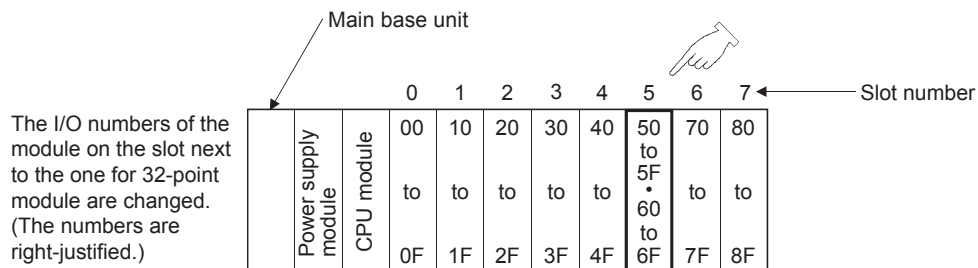 Main base unit
0 1 2 3 4 5 6 7 Slot number
The I/O numbers of the
module on the slot next
to the one for 32-point
module are changed.
(The numbers are
right-justified.)
Power supply
module
CPU module
00 to 0F
10 to 1F
20 to 2F
30 to 3F
40 to 4F
50
to
5F
•
60
to
6F
70 to 7F
80 to 8F